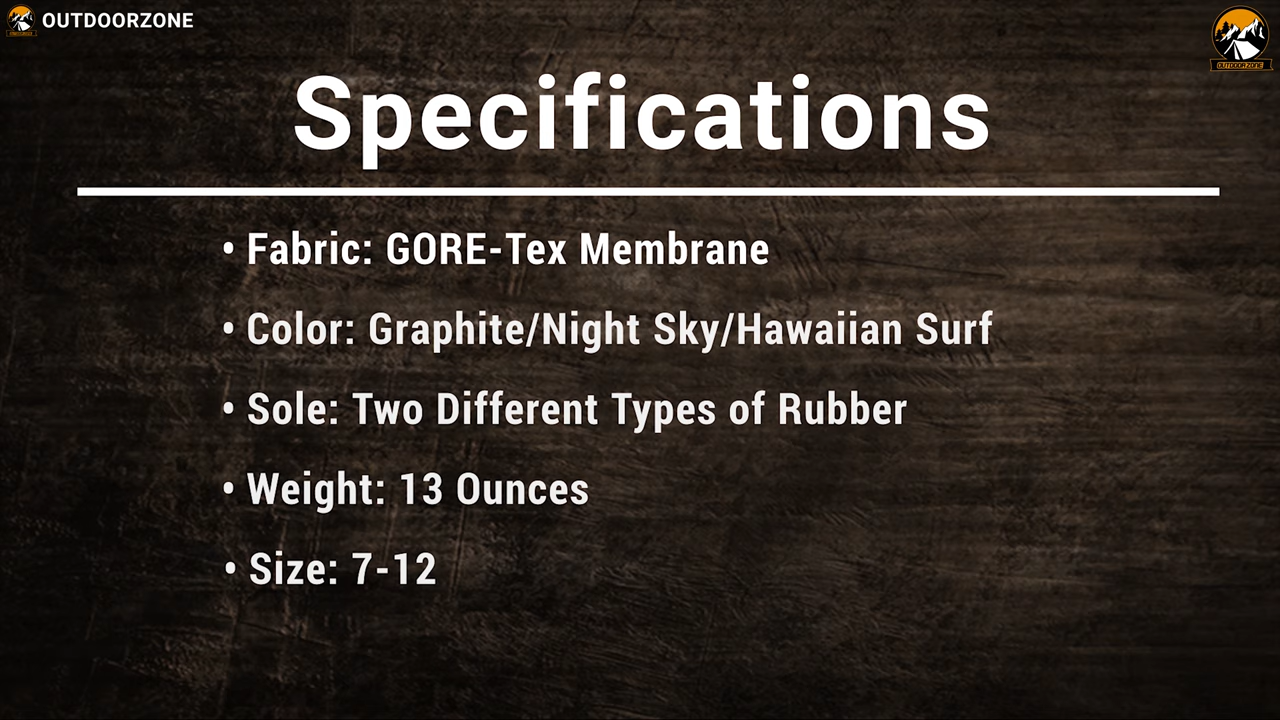 OUTDOORZONE
OUTDOORZONE
Specifications
• Fabric: GORE-Tex Membrane
• Color: Graphite/Night Sky/Hawaiian Surf
• Sole: Two Different Types of Rubber
• Weight: 13 Ounces
• Size: 7-12